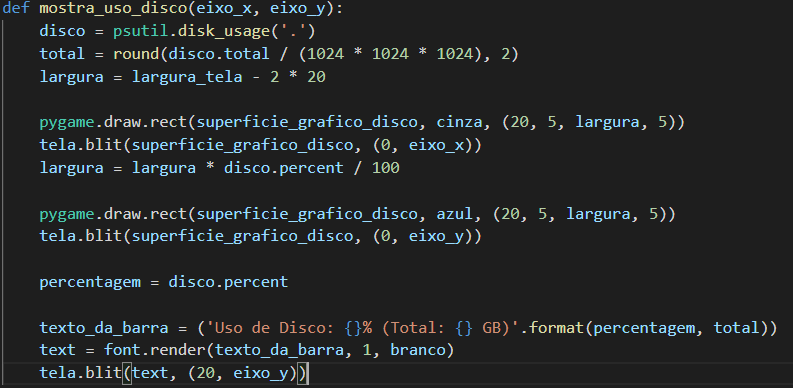 def mostra_uso_disco(eixo_x, eixo_y):
disco = psutil.disk_usage('.')
total = round(disco.total / (1024 * 1024 * 1024), 2)
largura = largura_tela - 2 * 20
pygame.draw.rect(superficie_grafico_disco, cinza, (20, 5, largura, 5))
tela.blit(superficie_grafico_disco, (0, eixo_x))
largura = largura * disco.percent / 100
pygame.draw.rect(superficie_grafico_disco, azul, (20, 5, largura, 5))
tela.blit(superficie_grafico_disco, (0, eixo_y))
percentagem = disco.percent
texto_da_barra = ('Uso de Disco: {}% (Total: {} GB)'.format(percentagem, total))
text = font.render(texto_da_barra, 1, branco)
tela.blit(text, (20, eixo_y))